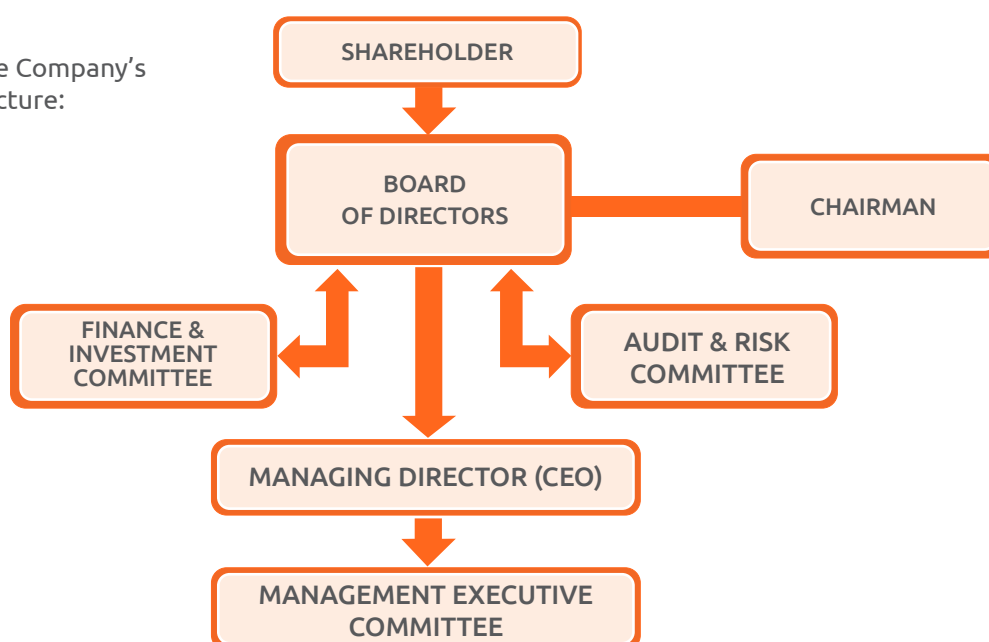 SHAREHOLDER
e Company’s
cture:
BOARD
OF DIRECTORS
CHAIRMAN
FINANCE &
INVESTMENT
COMMITTEE
AUDIT & RISK
COMMITTEE
MANAGING DIRECTOR (CEO)
MANAGEMENT EXECUTIVE
COMMITTEE